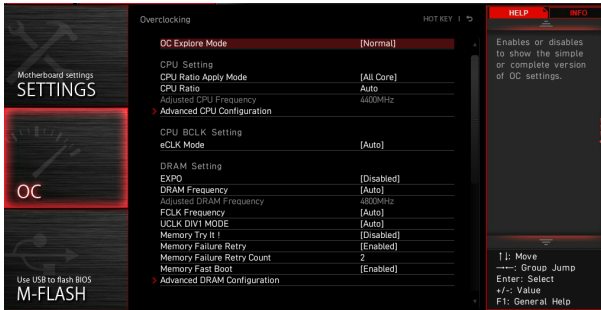 Overclocking
HOT KEY |
HELP
INFO
Motherboard settings
SETTINGS
OC
Use USB to flash BIOS
M-FLASH
OC Explore Mode [Normal]
CPU Setting
CPU Ratio Apply Mode [All Core]
CPU Ratio Auto
Adjusted CPU Frequency 4400MHz
> Advanced CPU Configuration
CPU BCLK Setting
eCLK Mode [Auto]
DRAM Setting
EXPO [Disabled]
DRAM Frequency [Auto]
Adjusted DRAM Frequency 4800MHz
FCLK Frequency [Auto]
UCLK DIV1 MODE [Auto]
Memory Try It ! [Disabled]
Memory Failure Retry [Enabled]
Memory Failure Retry Count 2
Memory Fast Boot [Enabled]
> Advanced DRAM Configuration
Enables or disables
to show the simple
or complete version
of OC settings.
↑↓: Move
→←: Group Jump
Enter: Select
+/-: Value
F1: General Help